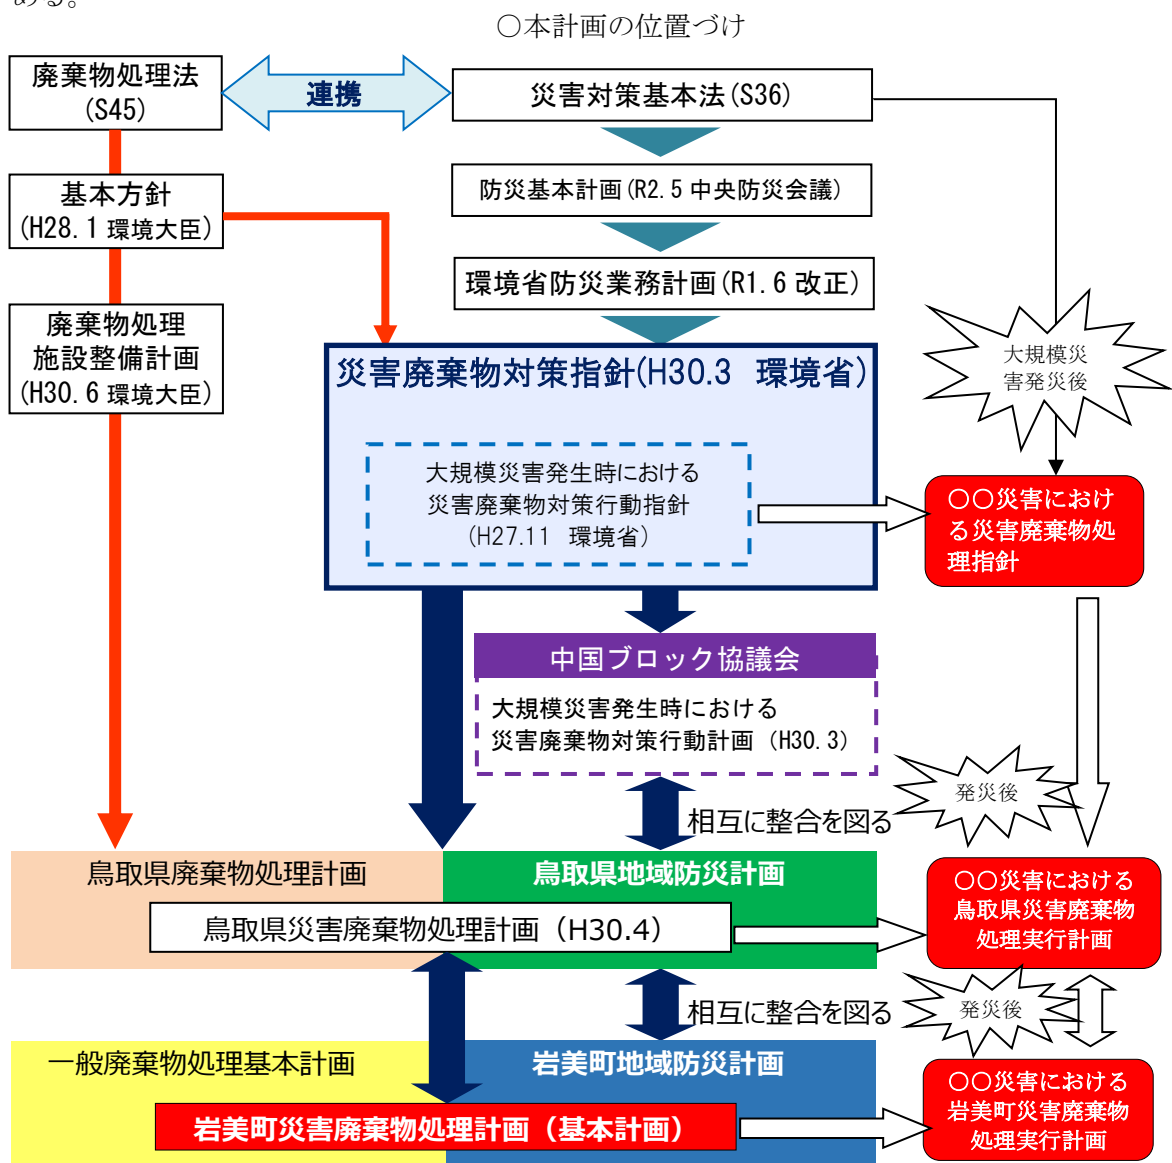 ある。
○本計画の位置づけ
廃棄物処理法
(S45)
連携
災害対策基本法(S36)
基本方針
(H28.1環境大臣)
防災基本計画(R2.5中央防災会議)
環境省防災業務計画(R1.6改正)
廃棄物処理
施設整備計画
(H30.6環境大臣)
災害廃棄物対策指針(H30.3　環境省)
大規模災害発生時における
災害廃棄物対策行動指針
(H27.11　環境省)
大規模災
害発災後
○○災害におけ
る災害廃棄物処
理指針
中国ブロック協議会
大規模災害発生時における
災害廃棄物対策行動計画（H30.3）
発災後
相互に整合を図る
鳥取県廃棄物処理計画
鳥取県地域防災計画
鳥取県災害廃棄物処理計画（H30.4）
○○災害における
鳥取県災害廃棄物
処理実行計画
相互に整合を図る
発災後
一般廃棄物処理基本計画
岩美町地域防災計画
岩美町災害廃棄物処理計画（基本計画）
○○災害における
岩美町災害廃棄物
処理実行計画